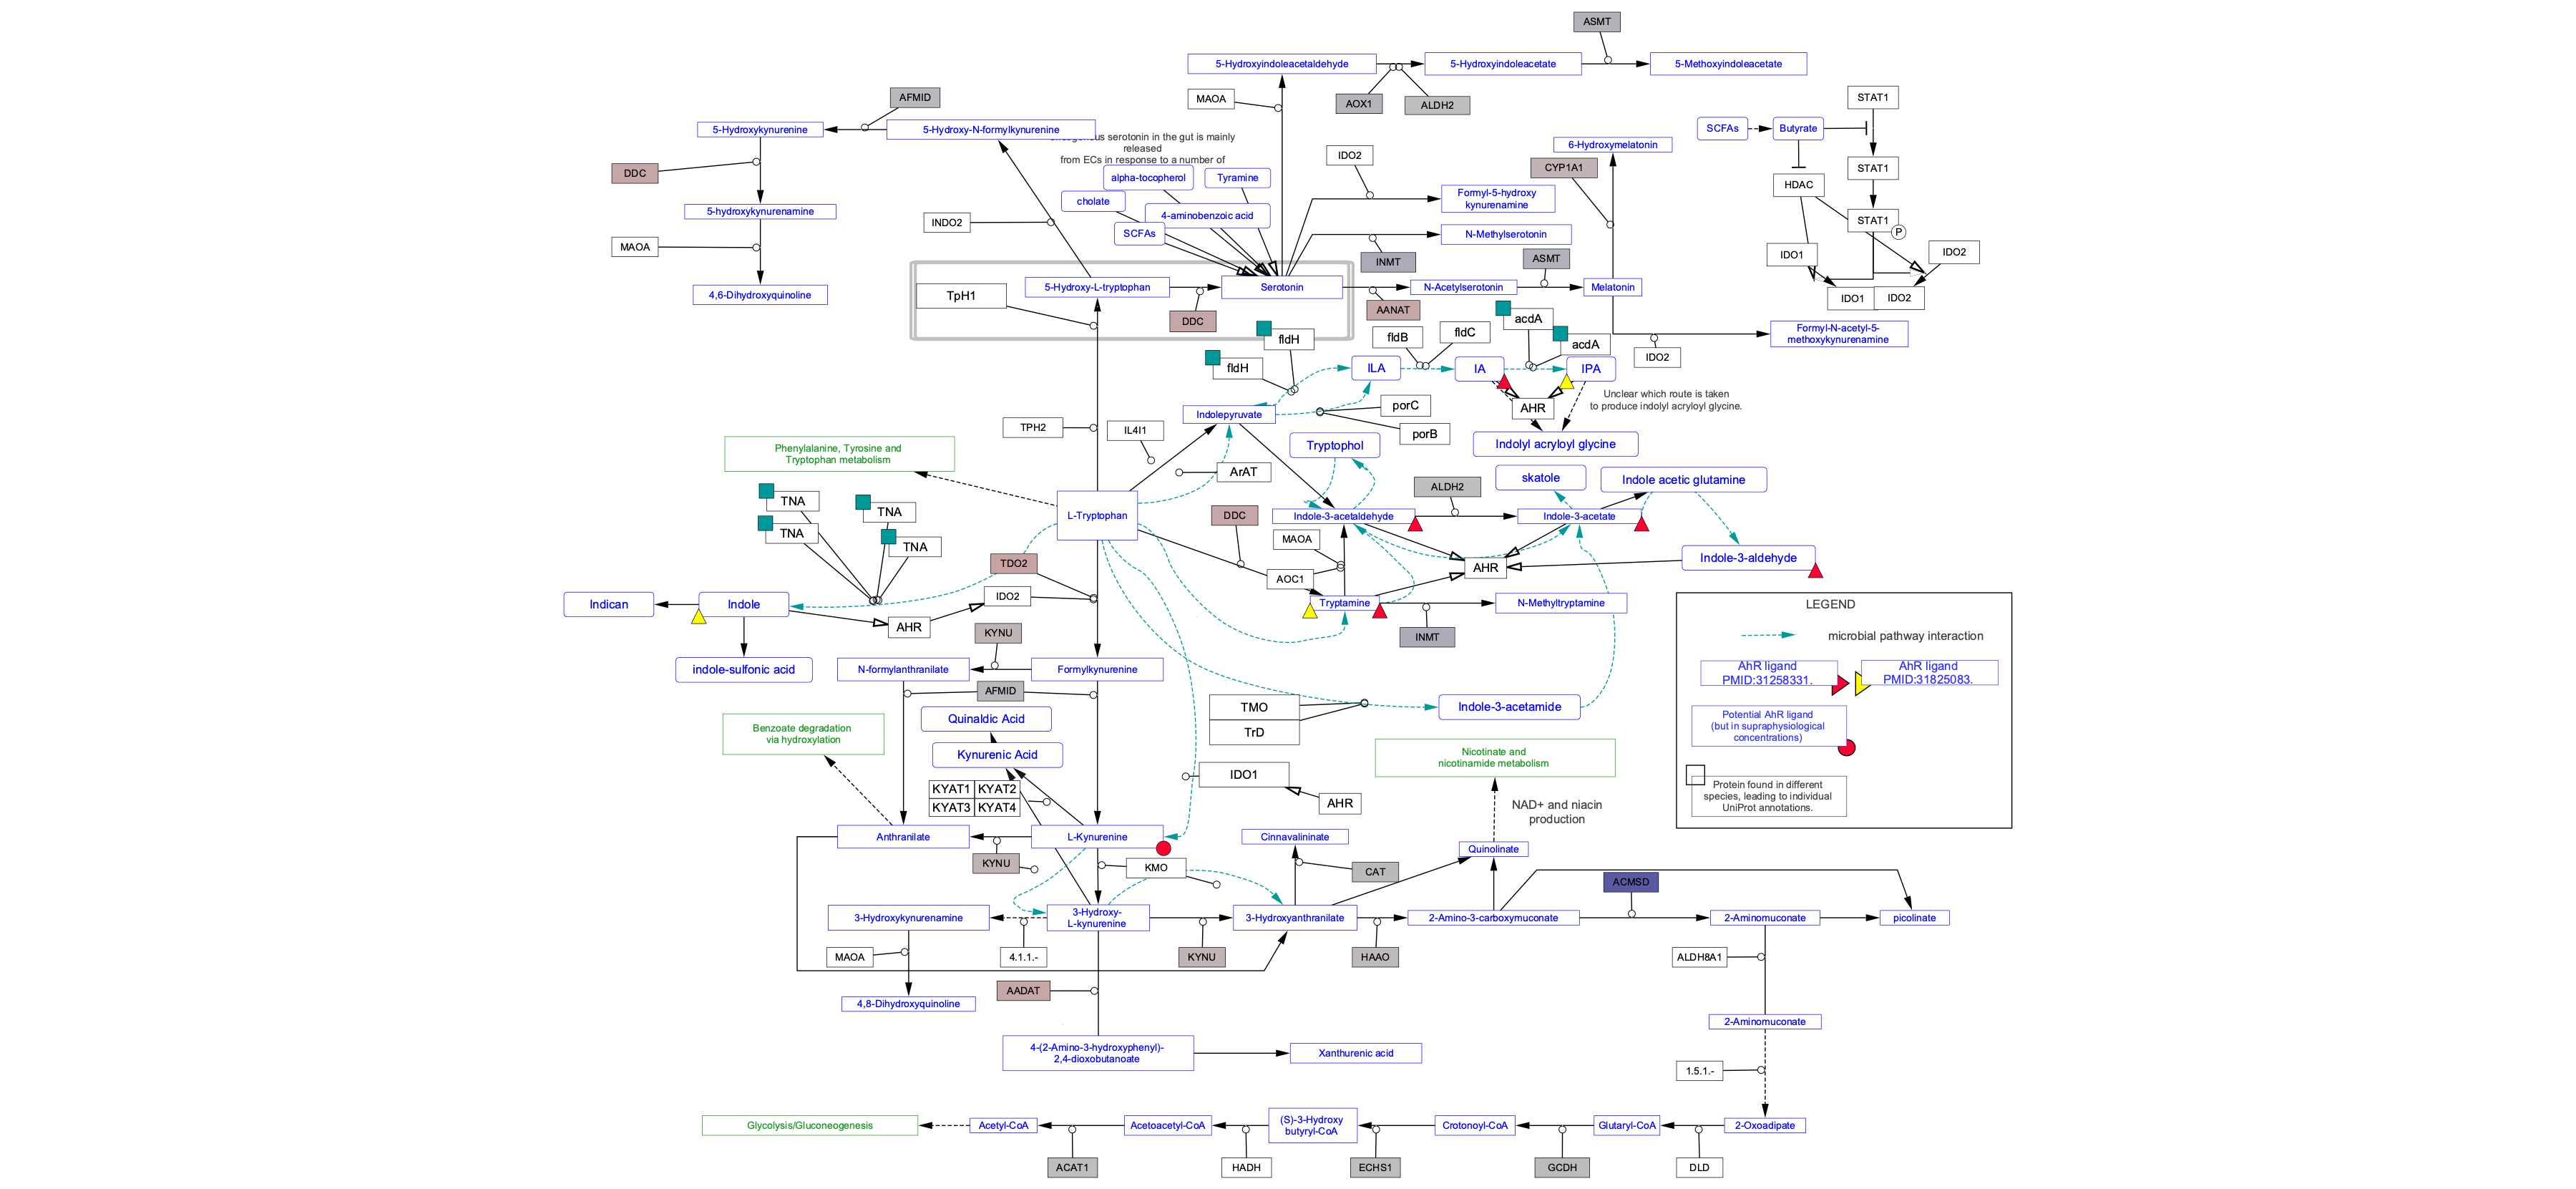 ASMT
5-Hydroxyindoleacetaldehyde
5-Hydroxyindoleacetate
5-Methoxyindoleacetate
AFMID
MAOA
AOX1
ALDH2
STAT1
5-Hydroxykynurenine
5-Hydroxy-N-formylkynurenine
serotonin in the gut is mainly
released
from ECs in response to a number of
SCFAs
Butyrate
6-Hydroxymelatonin
IDO2
CYP1A1
STAT1
DDC
alpha-tocopherol
Tyramine
HDAC
cholate
Formyl-5-hydroxy
kynurenamine
5-hydroxykynurenamine
4-aminobenzoic acid
INDO2
SCFAs
N-Methylserotonin
STAT1
P
MAOA
INMT
ASMT
IDO1
IDO2
4,6-Dihydroxyquinoline
TpH1
5-Hydroxy-L-tryptophan
Serotonin
N-Acetylserotonin
Melatonin
IDO1
IDO2
DDC
AANAT
acdA
fldH
fldB
fldC
acdA
Formyl-N-acetyl-5-
methoxykynurenamine
IDO2
fldH
ILA
IA
IPA
Unclear which route is taken
to produce indolyl acryloyl glycine.
AHR
Indolepyruvate
porC
TPH2
IL4I1
porB
Indolyl acryloyl glycine
Phenylalanine, Tyrosine and
Tryptophan metabolism
Tryptophol
ArAT
skatole
Indole acetic glutamine
TNA
TNA
ALDH2
L-Tryptophan
DDC
Indole-3-acetaldehyde
Indole-3-acetate
TNA
TNA
MAOA
TDO2
AHR
Indole-3-aldehyde
AOC1
Indican
Indole
IDO2
Tryptamine
N-Methyltryptamine
LEGEND
AHR
KYNU
INMT
microbial pathway interaction
indole-sulfonic acid
N-formylanthranilate
Formylkynurenine
AhR ligand
PMID:31258331.
AhR ligand
PMID:31825083.
AFMID
TMO
TrD
Indole-3-acetamide
Quinaldic Acid
Potential AhR ligand
(but in supraphysiological
concentrations)
Benzoate degradation
via hydroxylation
Kynurenic Acid
Nicotinate and
nicotinamide metabolism
IDO1
KYAT1
KYAT2
KYAT3
KYAT4
AHR
NAD+ and niacin
production
Protein found in different
species, leading to individual
UniProt annotations.
Anthranilate
L-Kynurenine
Cinnavalininate
Quinolinate
KYNU
KMO
CAT
ACMSD
3-Hydroxykynurenamine
3-Hydroxy-
L-kynurenine
3-Hydroxyanthranilate
2-Amino-3-carboxymuconate
2-Aminomuconate
picolinate
MAOA
4.1.1.-
KYNU
HAAO
ALDH8A1
AADAT
4,8-Dihydroxyquinoline
2-Aminomuconate
4-(2-Amino-3-hydroxyphenyl)-
2,4-dioxobutanoate
Xanthurenic acid
1.5.1.-
Glycolysis/Gluconeogenesis
Acetyl-CoA
Acetoacetyl-CoA
(S)-3-Hydroxy
butyryl-CoA
Crotonoyl-CoA
Glutaryl-CoA
2-Oxoadipate
ACAT1
HADH
ECHS1
GCDH
DLD